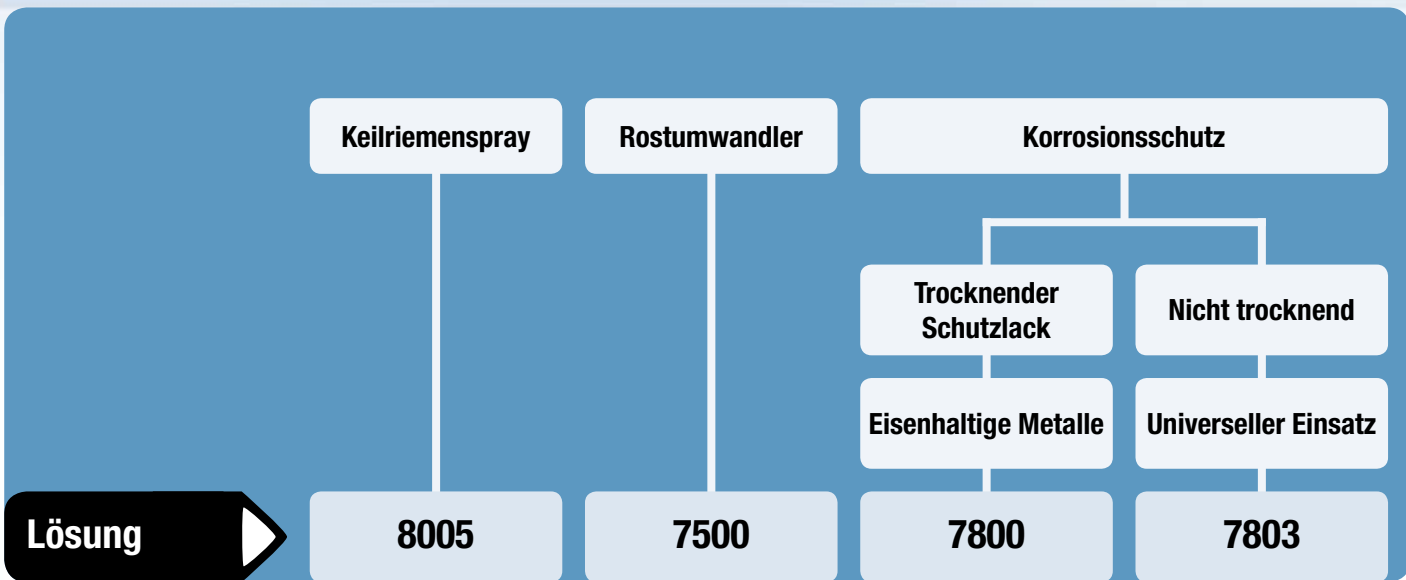 Keilriemenspray
Rostumwandler
Korrosionsschutz
Trocknender
Schutzlack
Nicht trocknend
Eisenhaltige Metalle
Universeller Einsatz
Lösung
8005
7500
7800
7803